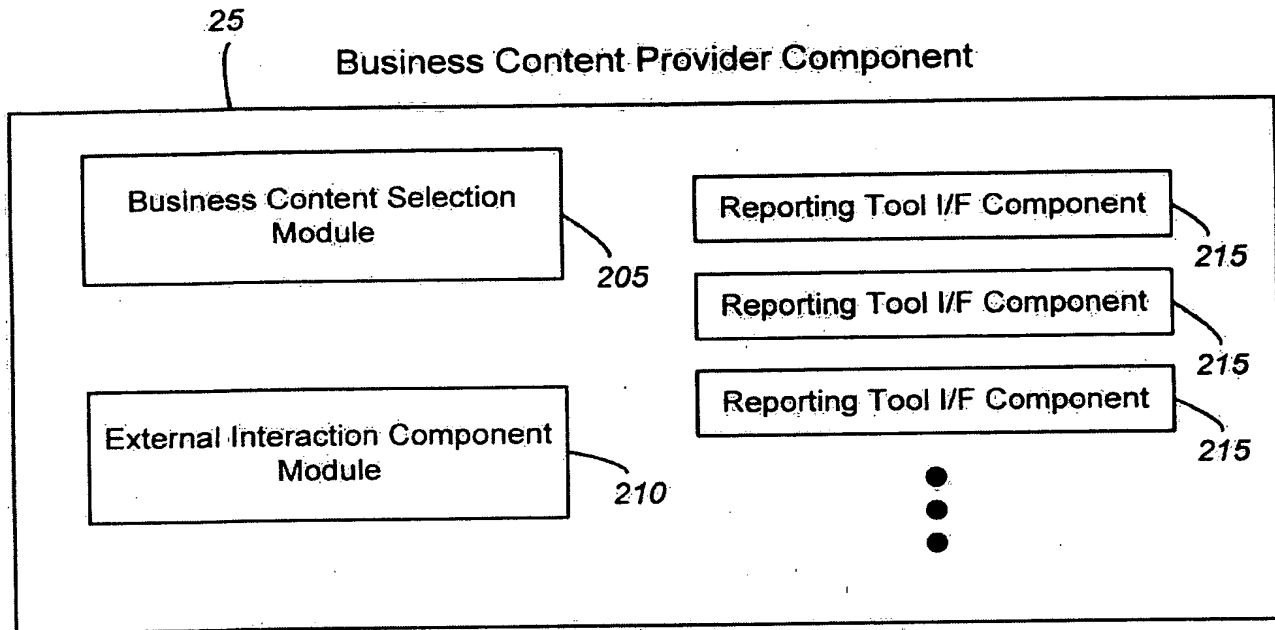 25
Business Content Provider Component
Business Content Selection
Module
205
External Interaction Component
Module
210
Reporting Tool I/F Component
215
Reporting Tool I/F Component
215
Reporting Tool I/F Component
215